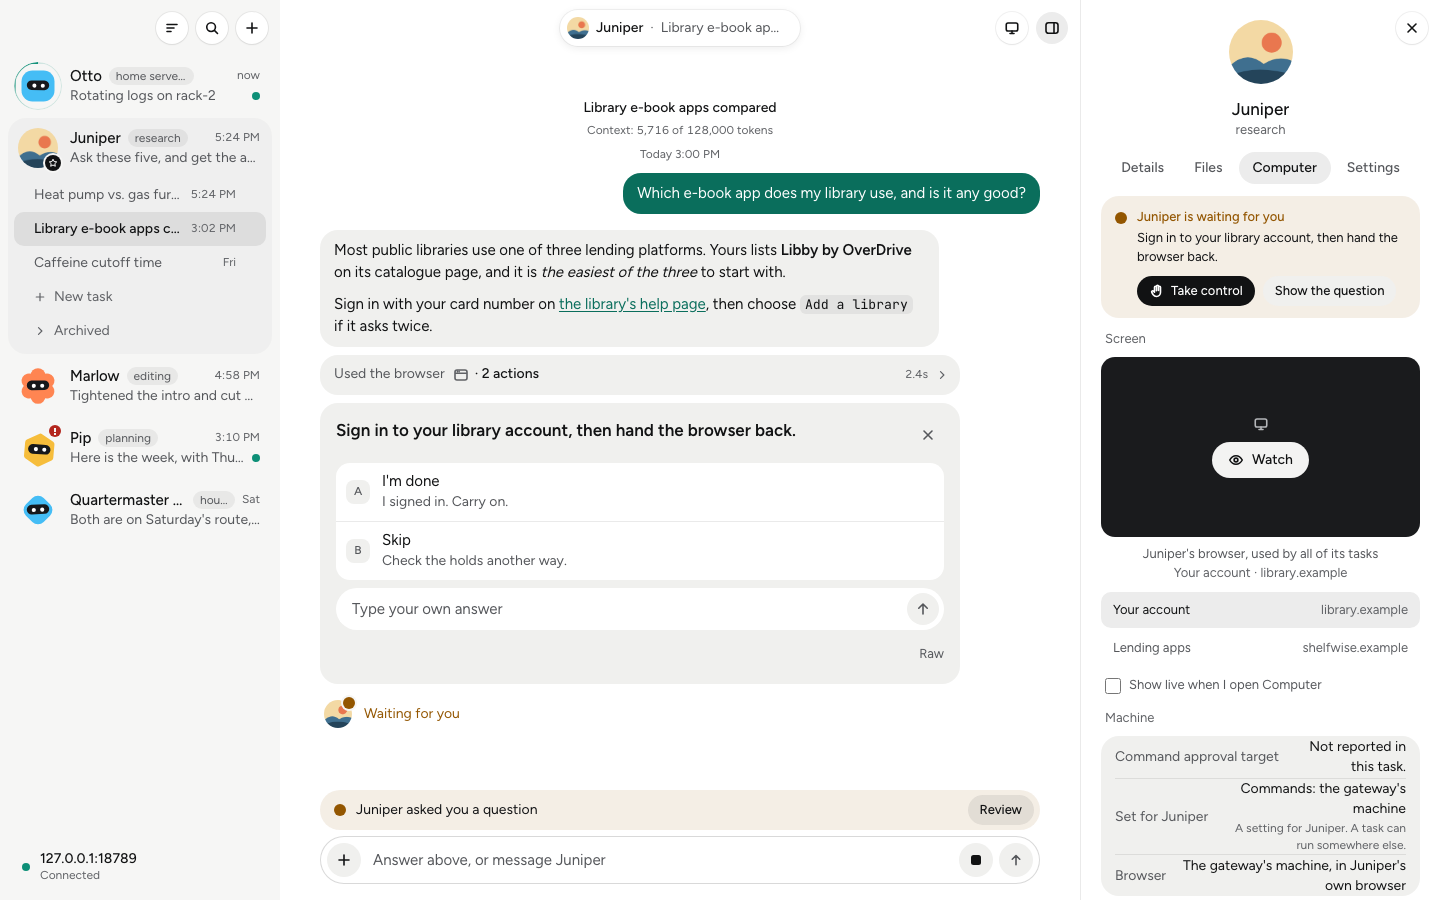 Otto home serve... now
Rotating logs on rack-2
Juniper research 5:24 PM
Ask these five, and get the a...
Heat pump vs. gas fur... 5:24 PM
Library e-book apps c... 3:02 PM
Caffeine cutoff time Fri
New task
Archived
Marlow editing 4:58 PM
Tightened the intro and cut ...
Pip planning 3:10 PM
Here is the week, with Thu...
Quartermaster ... hou... Sat
Both are on Saturday's route,...
127.0.0.1:18789
Connected
Juniper · Library e-book ap...
Library e-book apps compared
Context: 5,716 of 128,000 tokens
Today 3:00 PM
Which e-book app does my library use, and is it any good?
Most public libraries use one of three lending platforms. Yours lists Libby by OverDrive
on its catalogue page, and it is the easiest of the three to start with.
Sign in with your card number on the library's help page, then choose Add a library
if it asks twice.
Used the browser · 2 actions 2.4s
Sign in to your library account, then hand the browser back.
A I'm done
I signed in. Carry on.
B Skip
Check the holds another way.
Type your own answer
Raw
Waiting for you
Juniper asked you a question Review
Answer above, or message Juniper
Juniper
research
Details Files Computer Settings
Juniper is waiting for you
Sign in to your library account, then hand the
browser back.
Take control Show the question
Screen
Watch
Juniper's browser, used by all of its tasks
Your account · library.example
Your account library.example
Lending apps shelfwise.example
Show live when I open Computer
Machine
Command approval target Not reported in
this task.
Set for Juniper Commands: the gateway's
machine
A setting for Juniper. A task can
run somewhere else.
Browser The gateway's machine, in Juniper's
own browser